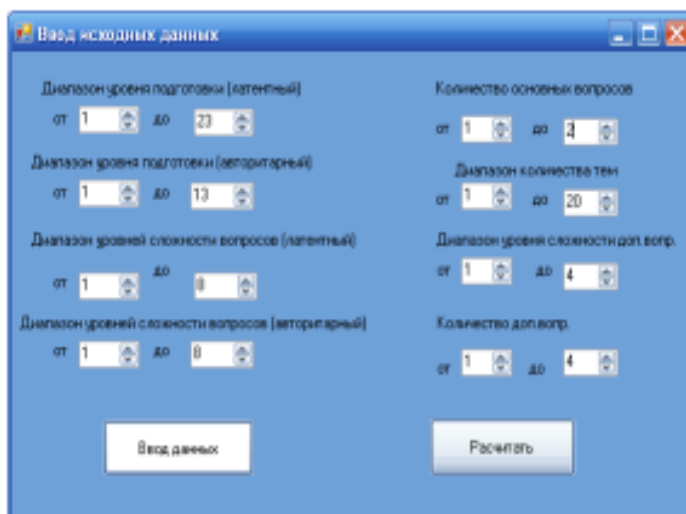 Ввод исходных данных
Диапазон уровня подготовки (латентный)
от 1 до 23
Диапазон уровня подготовки (авторитарный)
от 1 до 13
Диапазон уровней сложности вопросов (латентный)
от 1 до
Диапазон уровней сложности вопросов (авторитарный)
от 1 до 8
Количество основных вопросов
от 1 до 2
Диапазон количества тем
от 1 до 20
Диапазон уровня сложности доп.вопр.
от 1 до 4
Количество доп.вопр.
от 1 до 4
Ввод данных
Расчитать